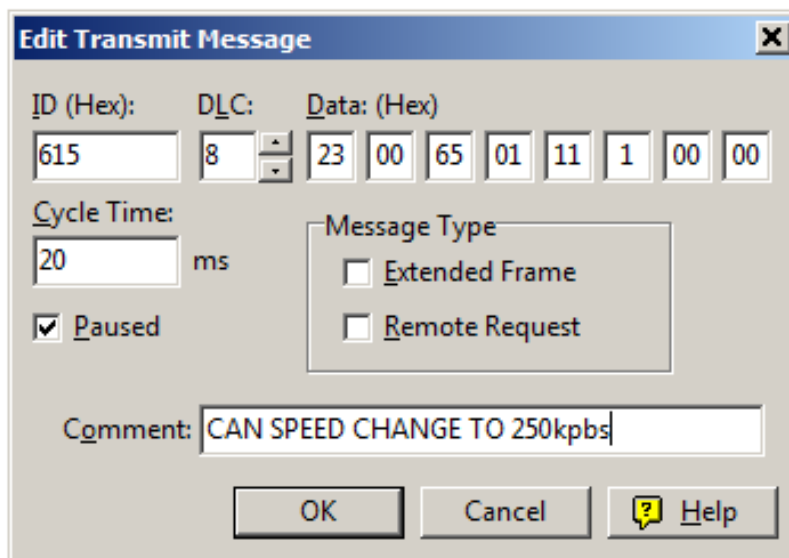 Edit Transmit Message
ID (Hex): DLC: Data: (Hex)
615 8 23 00 65 01 11 1 00 00
Cycle Time:
Message Type
20 ms
Extended Frame
Paused
Remote Request
Comment: CAN SPEED CHANGE TO 250kpbs
OK Cancel ? Help